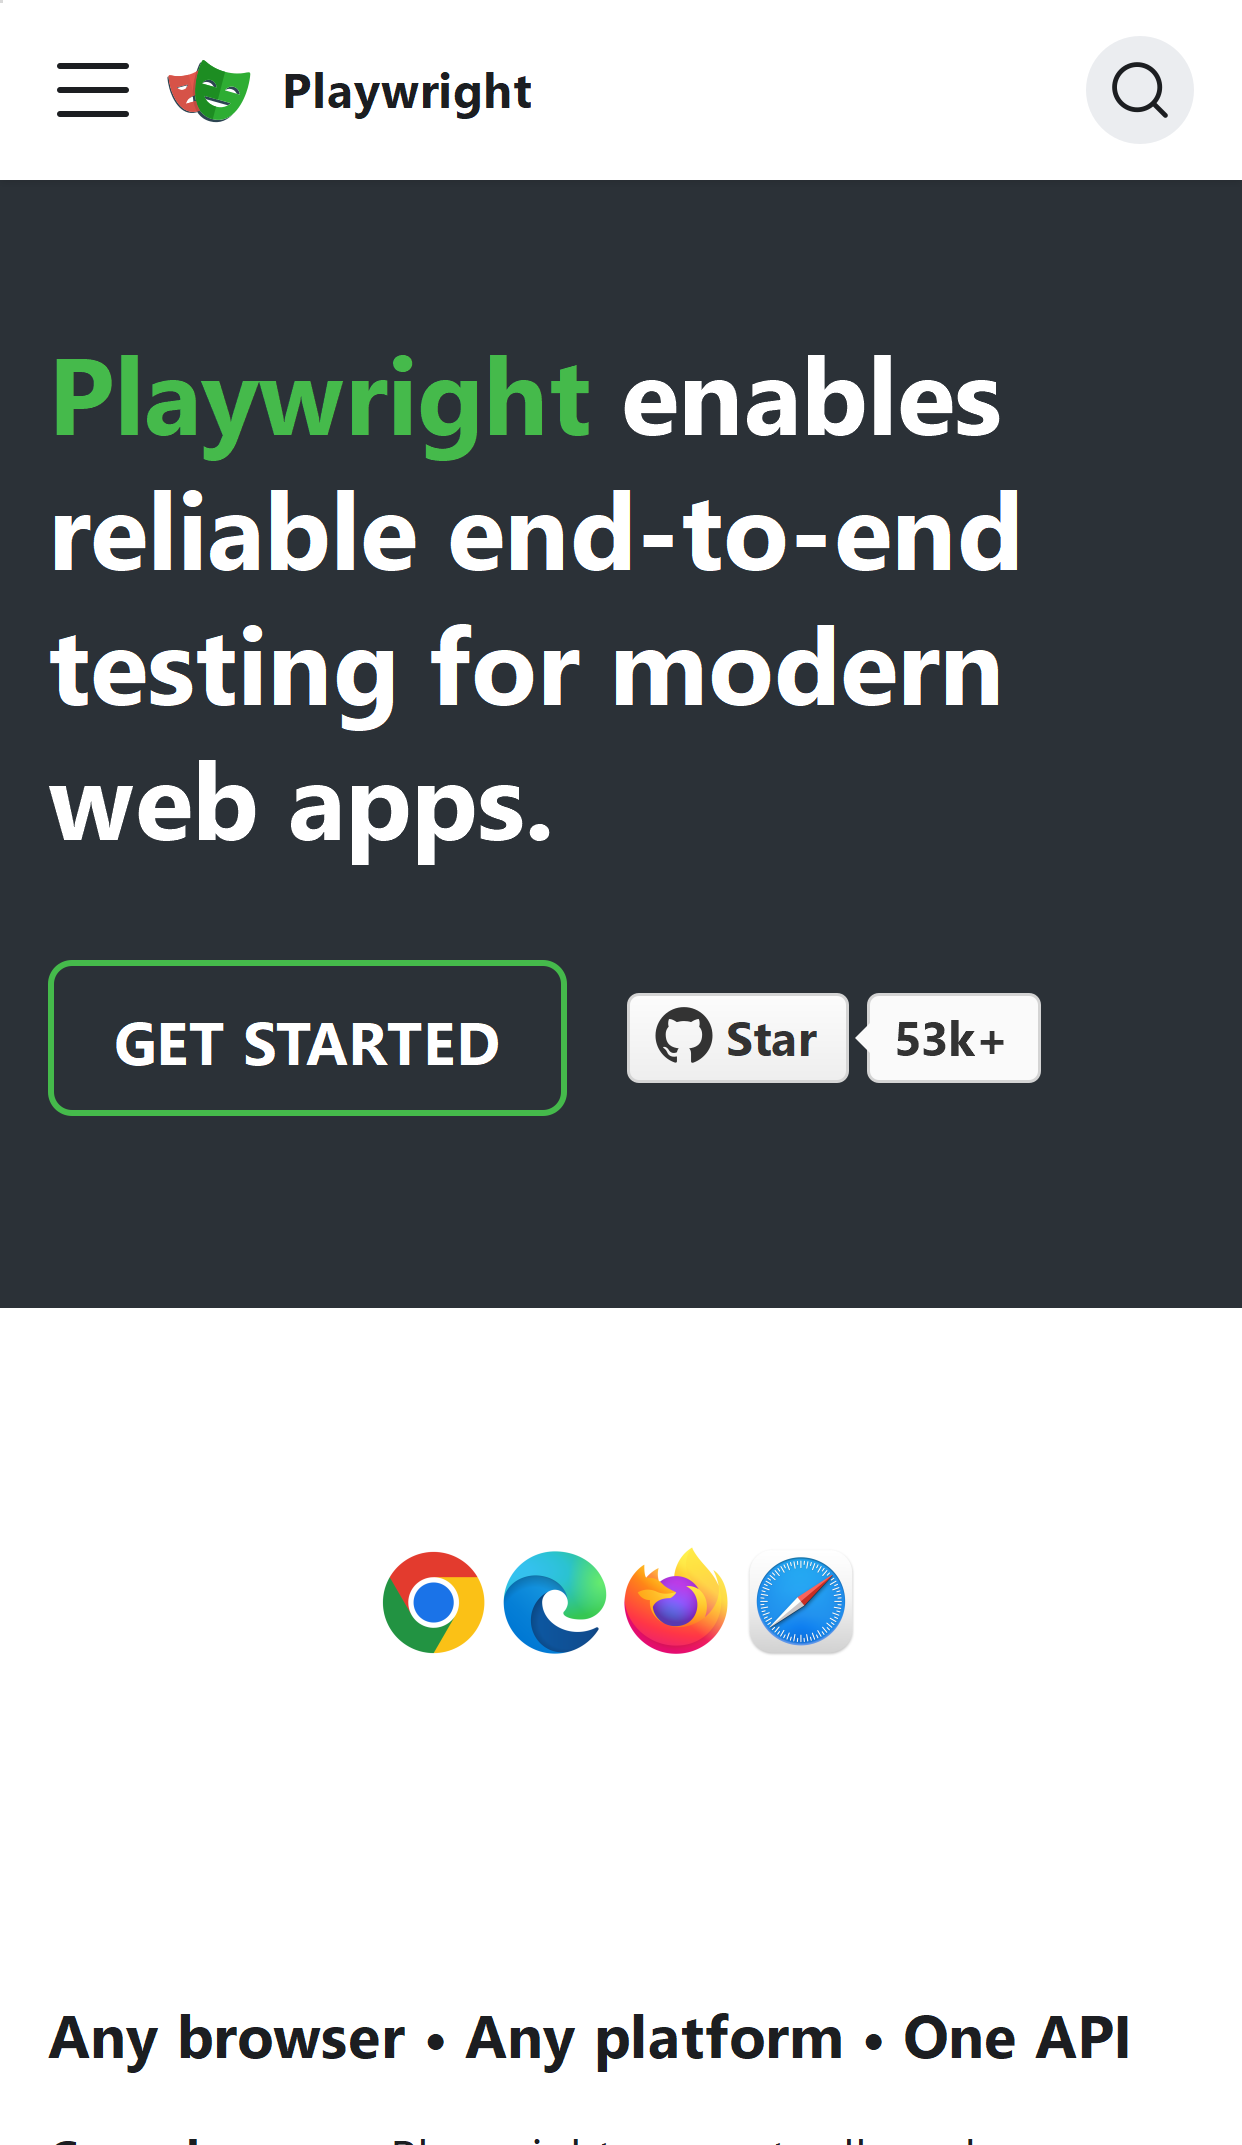 Playwright
Playwright enables
reliable end-to-end
testing for modern
web apps.
GET STARTED
Star
53k+
Any browser • Any platform • One API